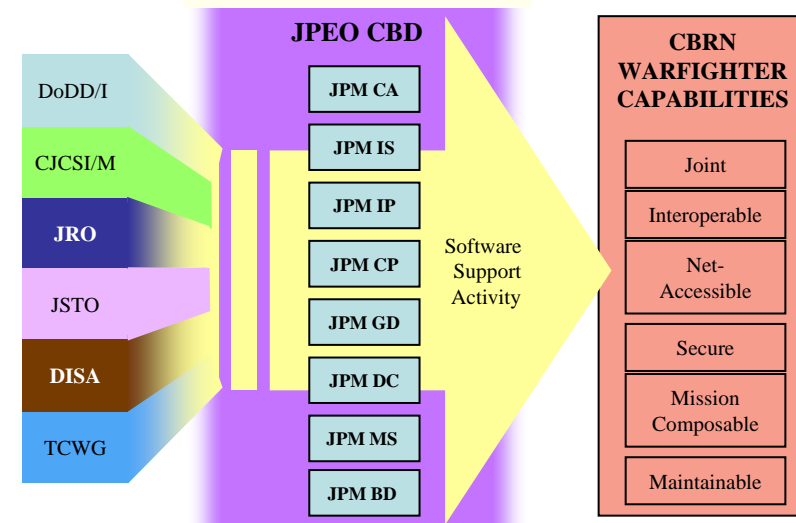 DoDD/I
CJCSI/M
JRO
JSTO
DISA
TCWG
JPEO CBD
JPM CA
JPM IS
JPM IP
JPM CP
JPM GD
JPM DC
JPM MS
JPM BD
Software
Support
Activity
CBRN
WARFIGHTER
CAPABILITIES
Joint
Interoperable
Net-
Accessible
Secure
Mission
Composable
Maintainable